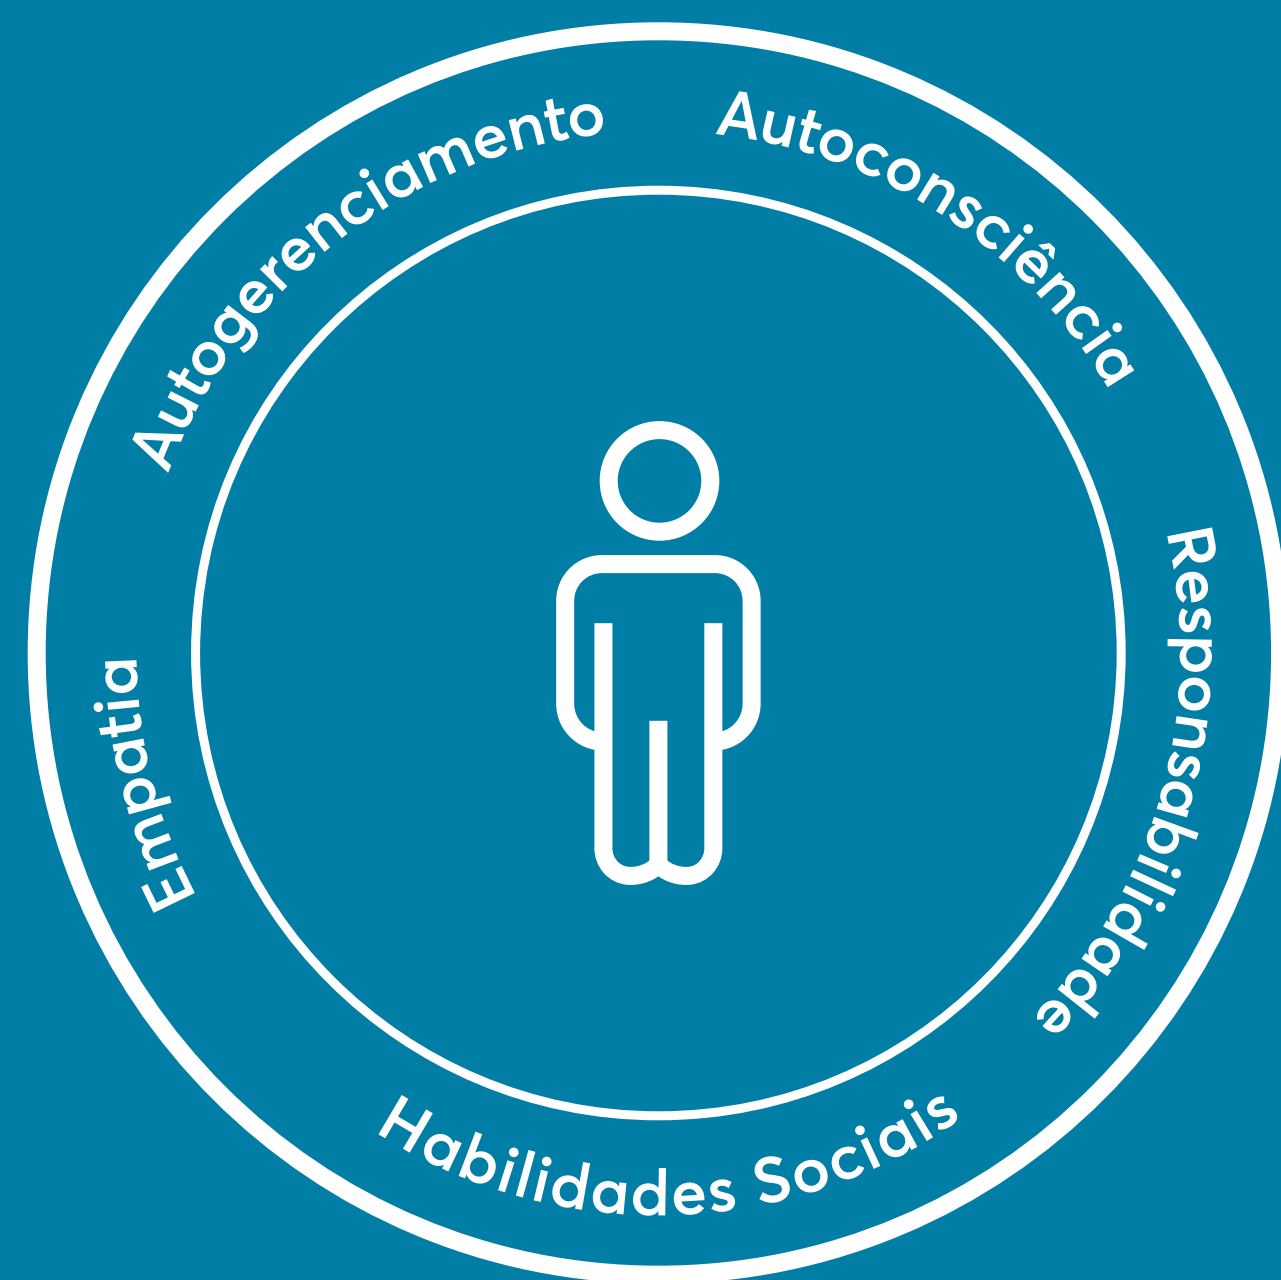 Autogerenciamento
Autoconsciência
Responsabilidade
Habilidades Sociais
Empatia